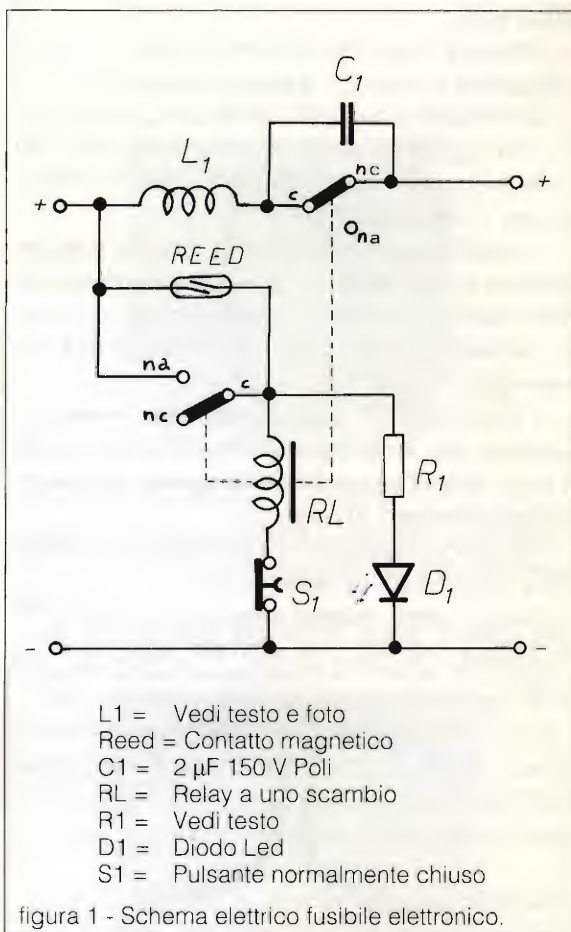 C1
nc
L1
c
+
+
na
REED
na
c
nc
R1
RL
S1
D1
-
-
L1 = Vedi testo e foto
Reed = Contatto magnetico
C1 = 2 µF 150 V Poli
RL = Relay a uno scambio
R1 = Vedi testo
D1 = Diodo Led
S1 = Pulsante normalmente chiuso
figura 1 - Schema elettrico fusibile elettronico.